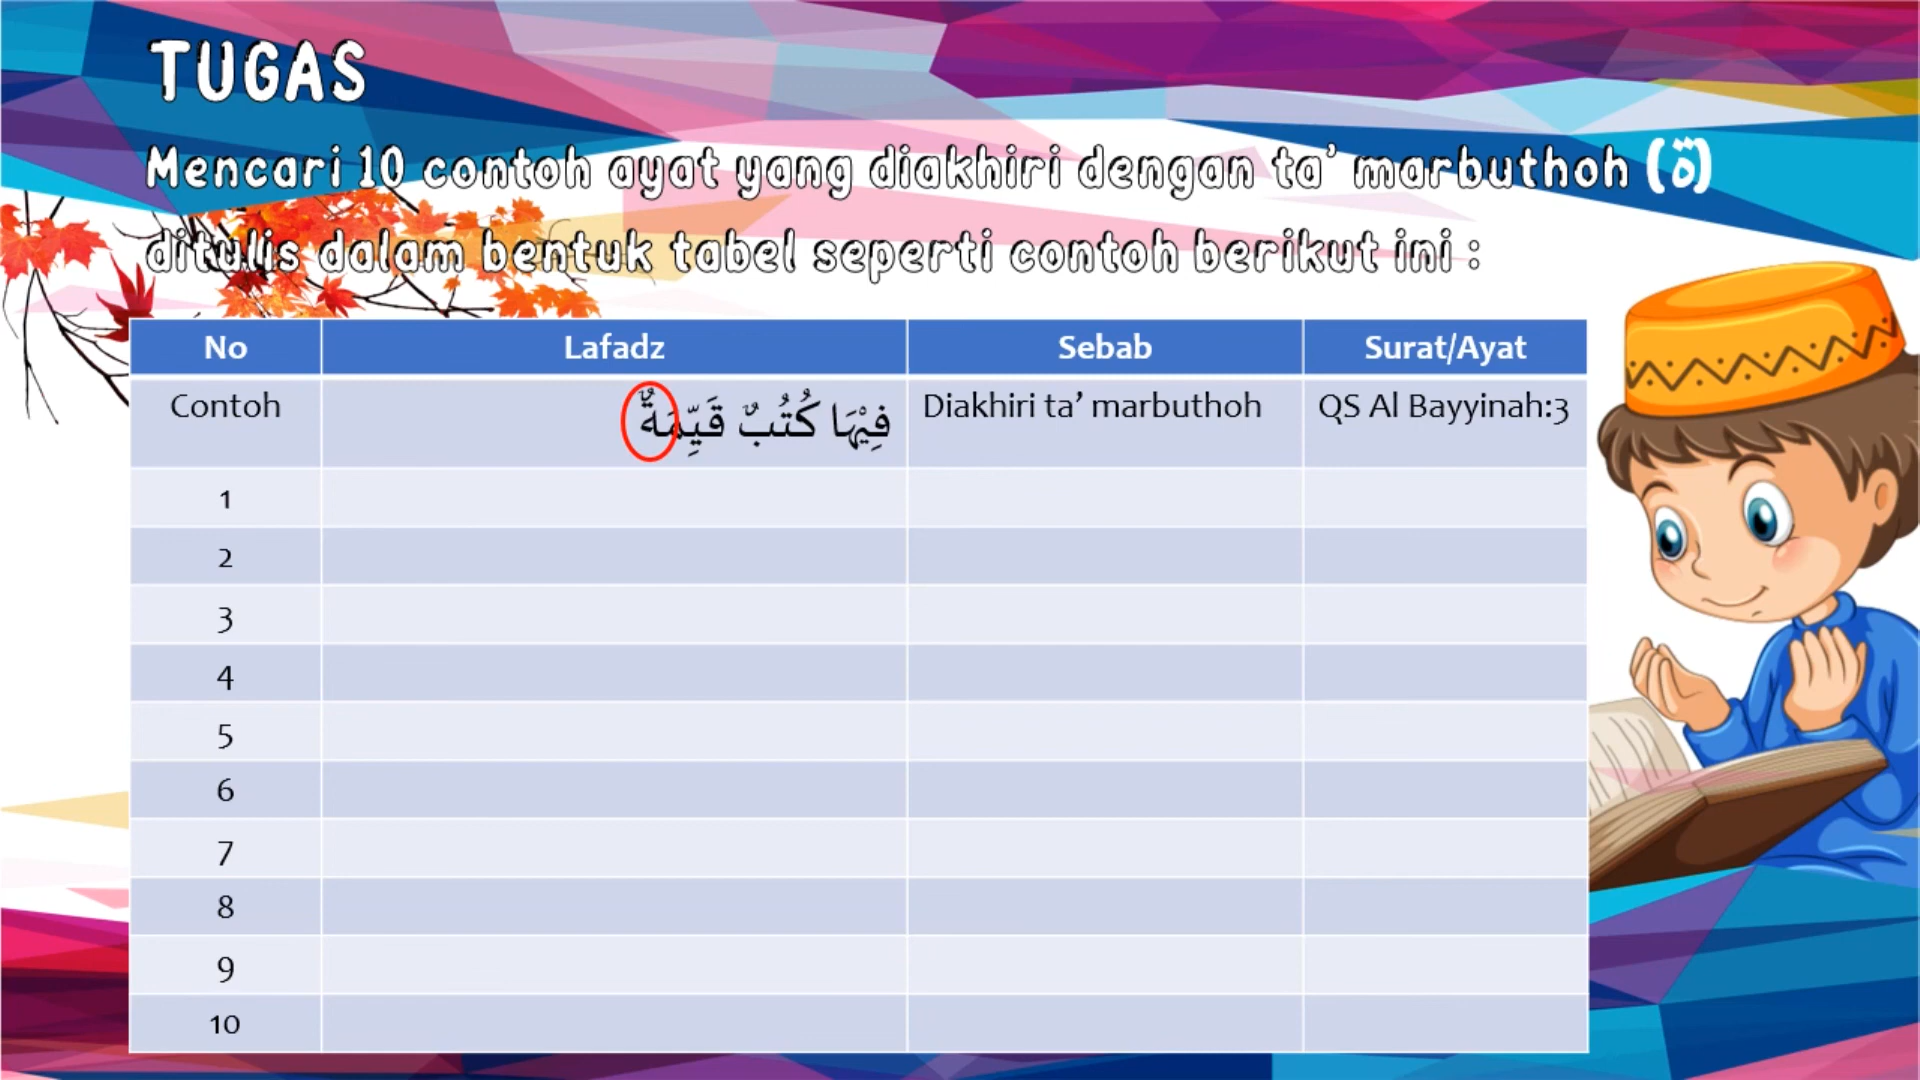 TUGAS
Mencari 10 contoh ayat yang diakhiri dengan ta’ marbuthoh (ة)
ditulis dalam bentuk tabel seperti contoh berikut ini :
No Lafadz Sebab Surat/Ayat
Contoh فِيْهَا كُتُبٌ قَيِّمَةٌ Diakhiri ta’ marbuthoh QS Al Bayyinah:3
1
2
3
4
5
6
7
8
9
10